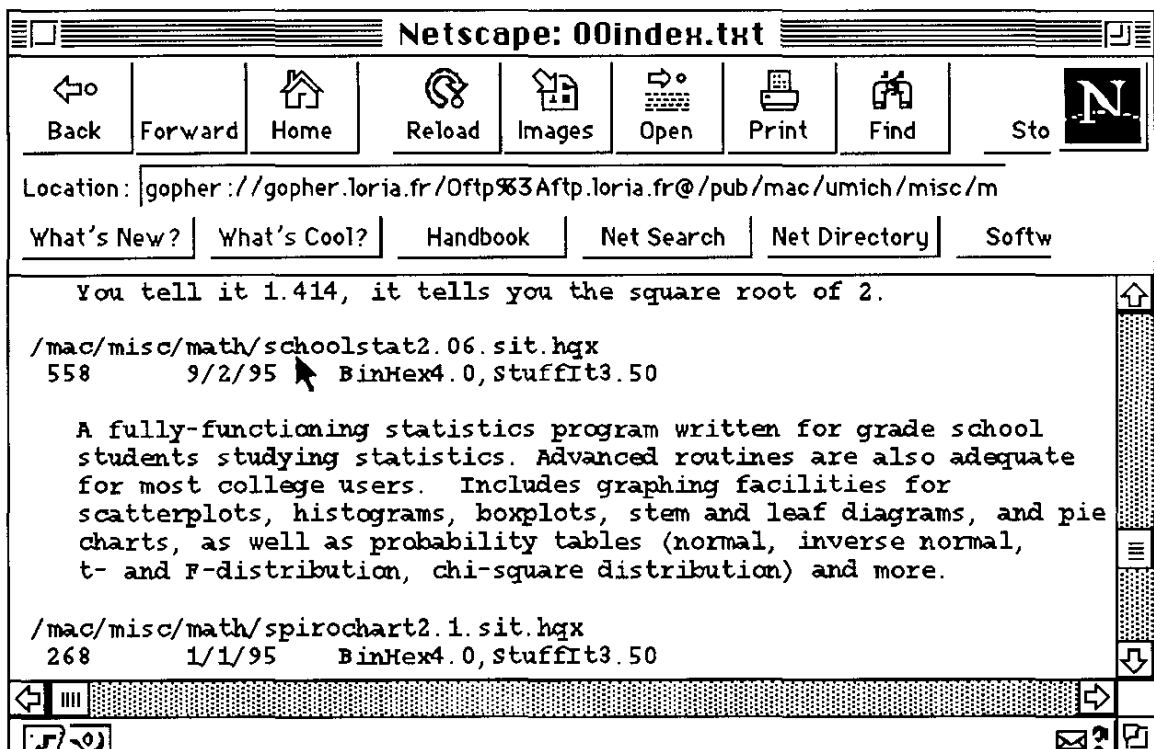 Netscape: 00index.txt
Back Forward Home Reload Images Open Print Find Sto N
Location: gopher://gopher.loria.fr/0ftp%3Aftp.loria.fr@/pub/mac/umich/misc/m
What's New? What's Cool? Handbook Net Search Net Directory Softw
You tell it 1.414, it tells you the square root of 2.
/mac/misc/math/schoolstat2.06.sit.hqx
558 9/2/95 BinHex4.0,StuffIt3.50
A fully-functioning statistics program written for grade school
students studying statistics. Advanced routines are also adequate
for most college users. Includes graphing facilities for
scatterplots, histograms, boxplots, stem and leaf diagrams, and pie
charts, as well as probability tables (normal, inverse normal,
t- and F-distribution, chi-square distribution) and more.
/mac/misc/math/spirochart2.1.sit.hqx
268 1/1/95 BinHex4.0,StuffIt3.50